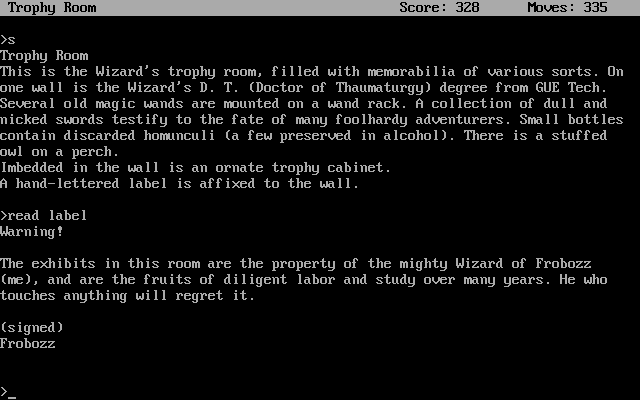 Trophy Room Score: 328 Moves: 335
>s
Trophy Room
This is the Wizard's trophy room, filled with memorabilia of various sorts. On
one wall is the Wizard's D. T. (Doctor of Thaumaturgy) degree from GUE Tech.
Several old magic wands are mounted on a wand rack. A collection of dull and
nicked swords testify to the fate of many foolhardy adventurers. Small bottles
contain discarded homunculi (a few preserved in alcohol). There is a stuffed
owl on a perch.
Imbedded in the wall is an ornate trophy cabinet.
A hand-lettered label is affixed to the wall.
>read label
Warning!
The exhibits in this room are the property of the mighty Wizard of Frobozz
(me), and are the fruits of diligent labor and study over many years. He who
touches anything will regret it.
(signed)
Frobozz
>_